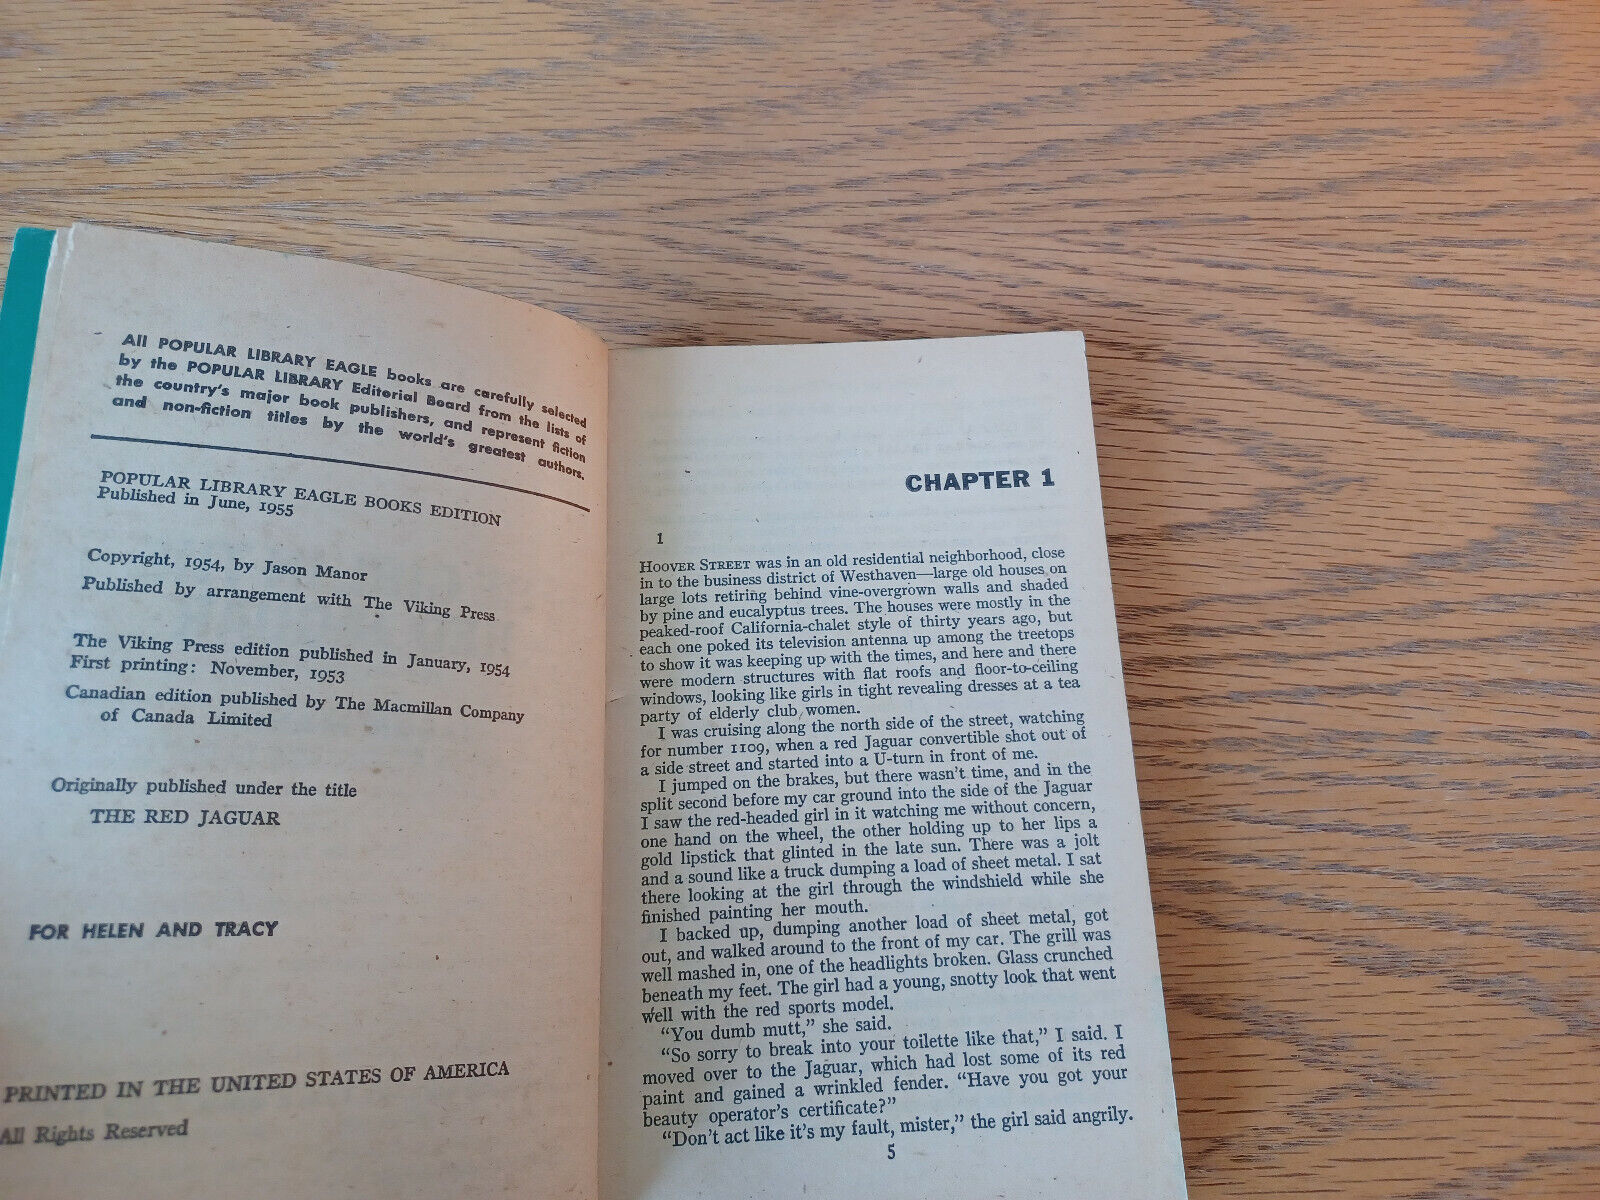 All POPULAR LIBRARY EAGLE books are carefully selected
by the POPULAR LIBRARY Editorial Board from the lists of
the country's major book publishers, and represent fiction
and non-fiction titles by the world's greatest authors.
POPULAR LIBRARY EAGLE BOOKS EDITION
Published in June, 1955
Copyright, 1954, by Jason Manor
Published by arrangement with The Viking Press
The Viking Press edition published in January, 1954
First printing: November, 1953
Canadian edition published by The Macmillan Company
of Canada Limited
Originally published under the title
THE RED JAGUAR
FOR HELEN AND TRACY
PRINTED IN THE UNITED STATES OF AMERICA
All Rights Reserved
CHAPTER 1
1
HOOVER STREET was in an old residential neighborhood, close
in to the business district of Westhaven—large old houses on
large lots retiring behind vine-overgrown walls and shaded
by pine and eucalyptus trees. The houses were mostly in the
peaked-roof California-chalet style of thirty years ago, but
each one poked its television antenna up among the treetops
to show it was keeping up with the times, and here and there
were modern structures with flat roofs and floor-to-ceiling
windows, looking like girls in tight revealing dresses at a tea
party of elderly club women.
I was cruising along the north side of the street, watching
for number 1109, when a red Jaguar convertible shot out of
a side street and started into a U-turn in front of me.
I jumped on the brakes, but there wasn't time, and in the
split second before my car ground into the side of the Jaguar
I saw the red-headed girl in it watching me without concern,
one hand on the wheel, the other holding up to her lips a
gold lipstick that glinted in the late sun. There was a jolt
and a sound like a truck dumping a load of sheet metal. I sat
there looking at the girl through the windshield while she
finished painting her mouth.
I backed up, dumping another load of sheet metal, got
out, and walked around to the front of my car. The grill was
well mashed in, one of the headlights broken. Glass crunched
beneath my feet. The girl had a young, snotty look that went
well with the red sports model.
"You dumb mutt," she said.
"So sorry to break into your toilette like that," I said. I
moved over to the Jaguar, which had lost some of its red
paint and gained a wrinkled fender. "Have you got your
beauty operator's certificate?"
"Don't act like it's my fault, mister," the girl said angrily.
5